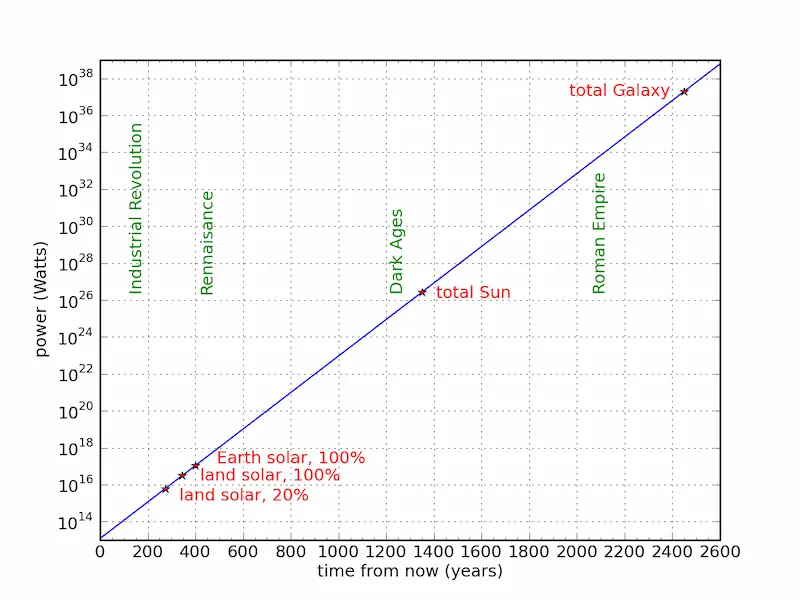 10^38
10^36
10^34
10^32
10^30
10^28
10^26
10^24
10^22
10^20
10^18
10^16
10^14
power (Watts)
Industrial Revolution
Rennaisance
Dark Ages
Roman Empire
total Galaxy
total Sun
Earth solar, 100%
land solar, 100%
land solar, 20%
0 200 400 600 800 1000 1200 1400 1600 1800 2000 2200 2400 2600
time from now (years)